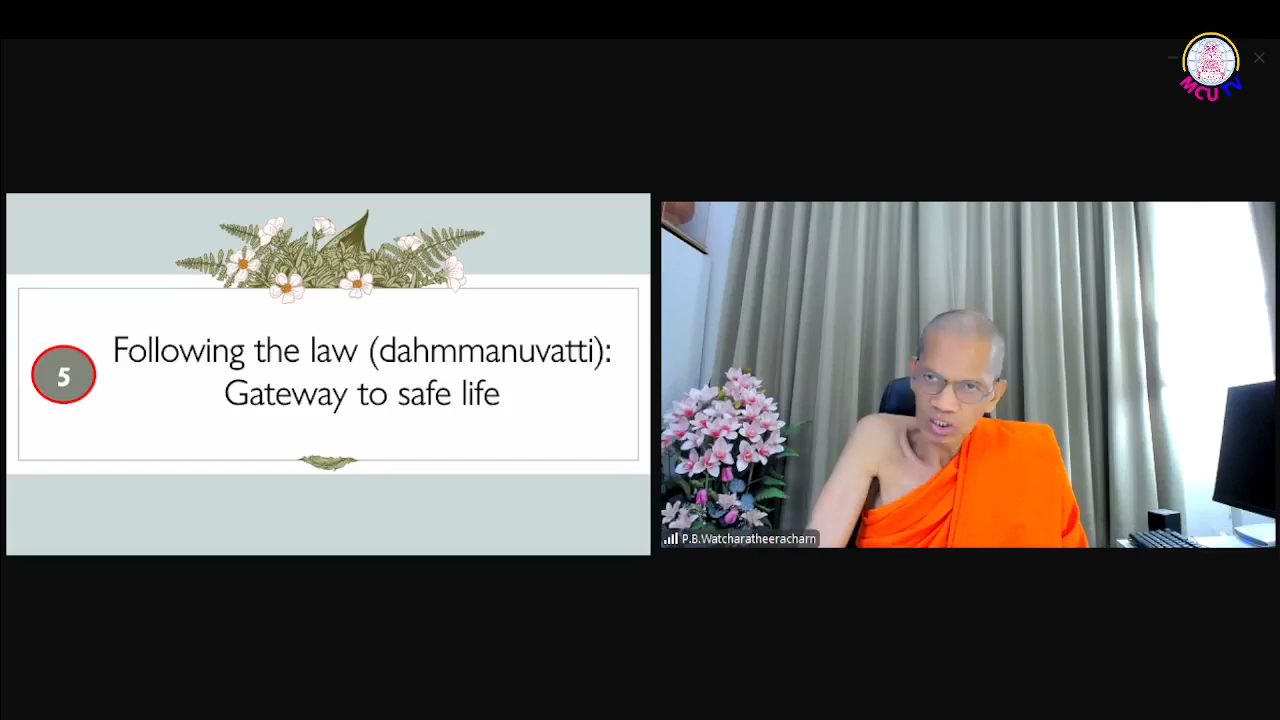 MCU TV
5
Following the law (dahmmanuvatti):
Gateway to safe life
P.B.Watcharatheeracharn